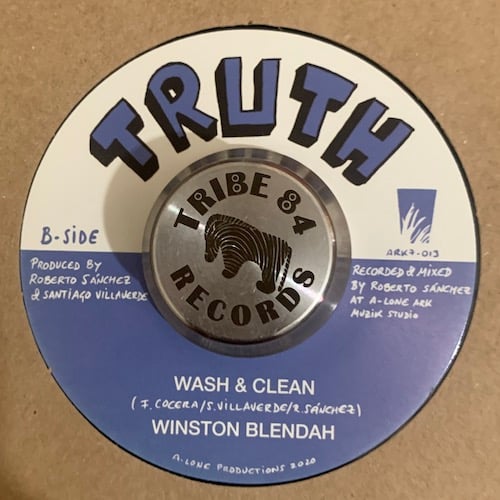 TRUTH
TRIBE 84
RECORDS
B-SIDE
PRODUCED BY
ROBERTO SÁNCHEZ
& SANTIAGO VILLAVERDE
ARK7-013
RECORDED & MIXED
BY ROBERTO SÁNCHEZ
AT A-LONE ARK
MUZIK STUDIO
WASH & CLEAN
(F. COCERA/S. VILLAVERDE/R. SÁNCHEZ)
WINSTON BLENDAH
A-LONE PRODUCTIONS 2020